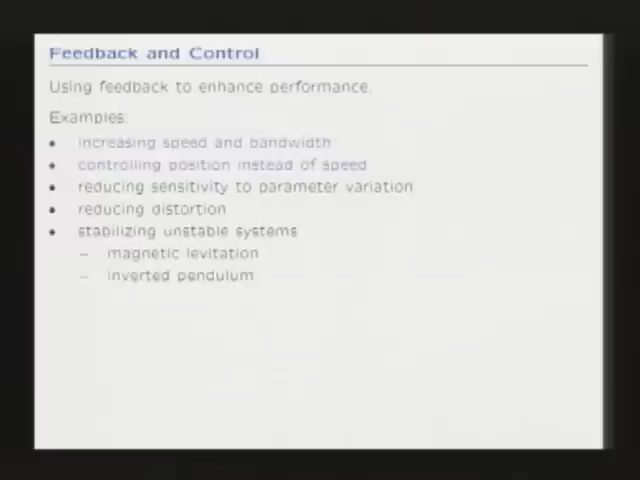 Feedback and Control
Using feedback to enhance performance.
Examples:
• increasing speed and bandwidth
• controlling position instead of speed
• reducing sensitivity to parameter variation
• reducing distortion
• stabilizing unstable systems
– magnetic levitation
– inverted pendulum